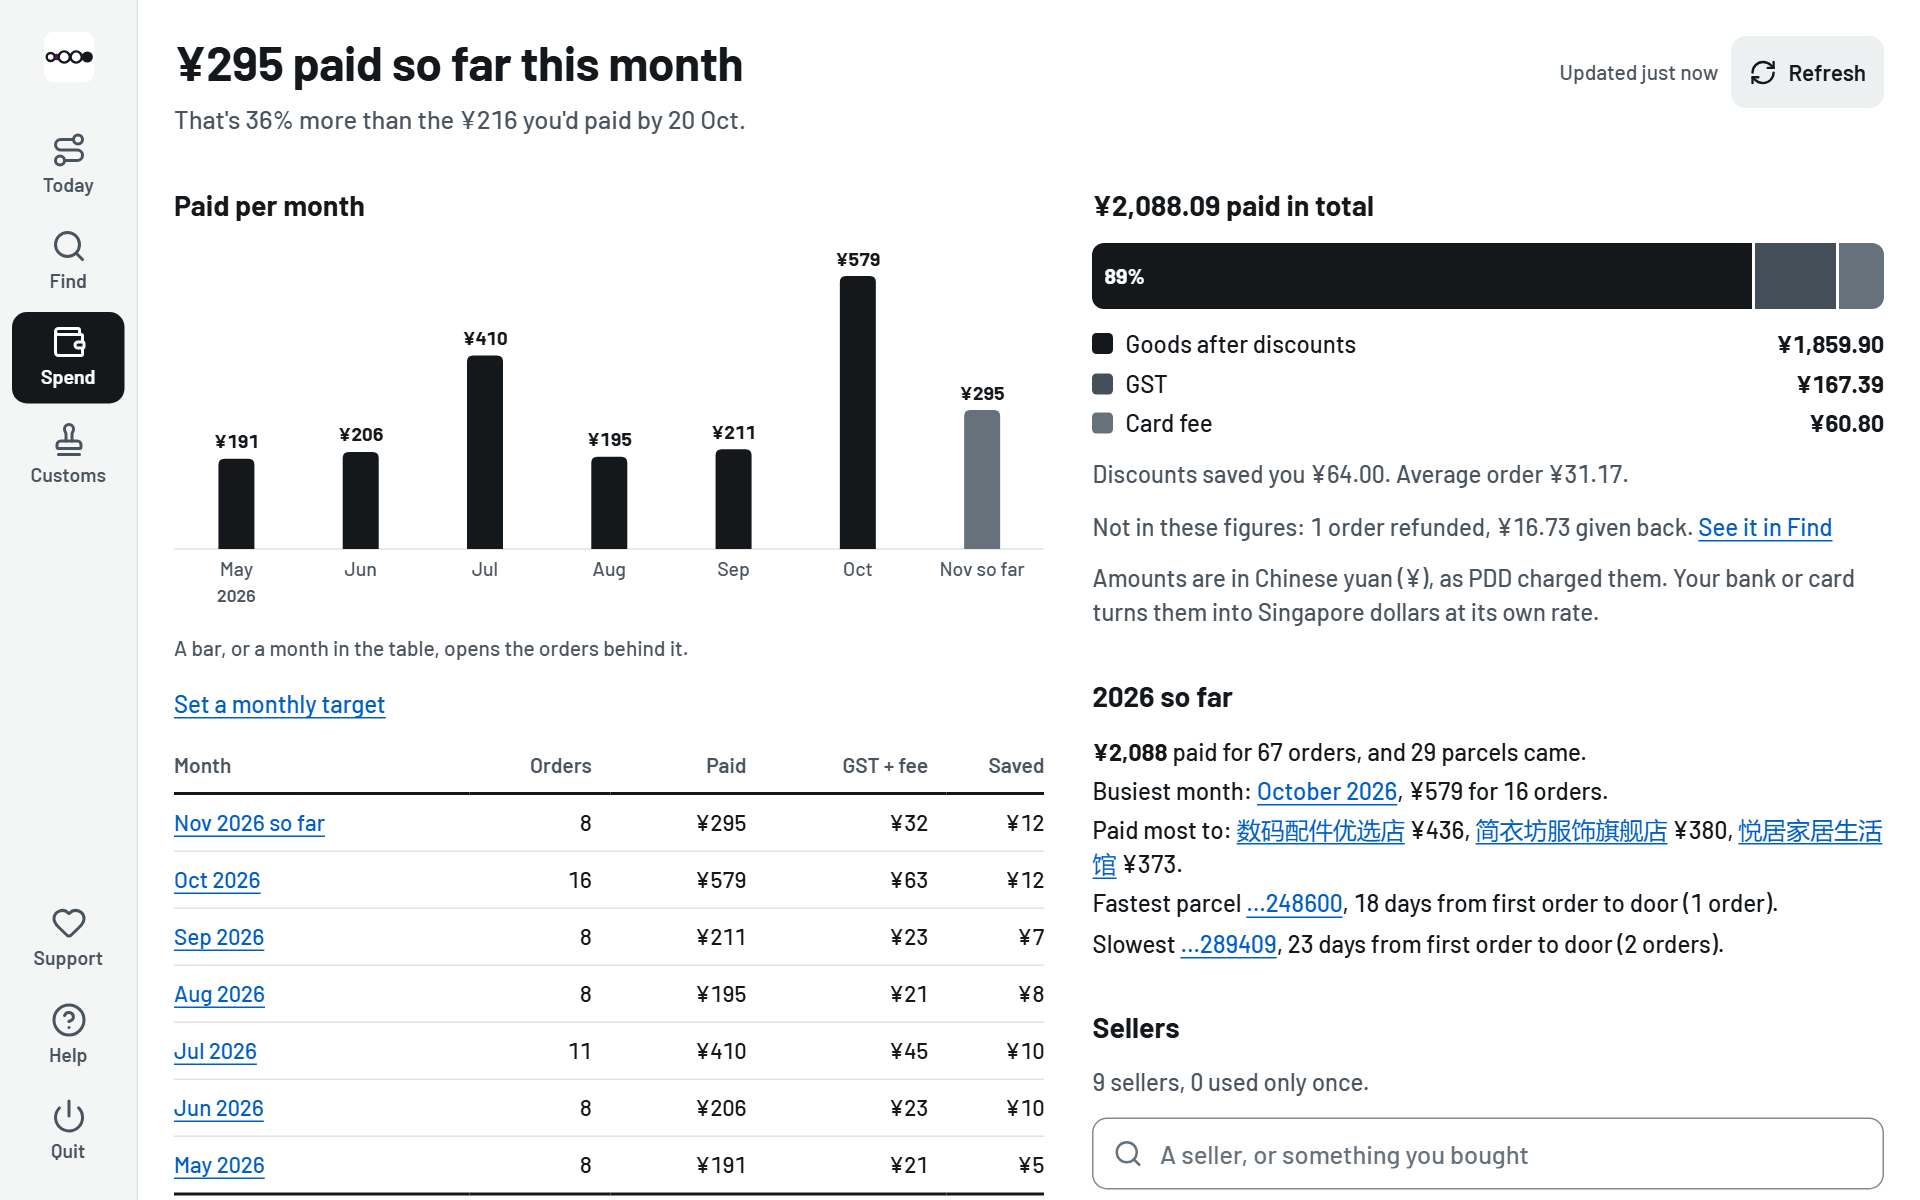 ¥295 paid so far this month
That's 36% more than the ¥216 you'd paid by 20 Oct.
Updated just now
Refresh
Today
Find
Spend
Customs
Support
Help
Quit
Paid per month
¥191
¥206
¥410
¥195
¥211
¥579
¥295
May
2026
Jun
Jul
Aug
Sep
Oct
Nov so far
A bar, or a month in the table, opens the orders behind it.
Set a monthly target
Month Orders Paid GST + fee Saved
Nov 2026 so far 8 ¥295 ¥32 ¥12
Oct 2026 16 ¥579 ¥63 ¥12
Sep 2026 8 ¥211 ¥23 ¥7
Aug 2026 8 ¥195 ¥21 ¥8
Jul 2026 11 ¥410 ¥45 ¥10
Jun 2026 8 ¥206 ¥23 ¥10
May 2026 8 ¥191 ¥21 ¥5
¥2,088.09 paid in total
89%
Goods after discounts ¥1,859.90
GST ¥167.39
Card fee ¥60.80
Discounts saved you ¥64.00. Average order ¥31.17.
Not in these figures: 1 order refunded, ¥16.73 given back. See it in Find
Amounts are in Chinese yuan (¥), as PDD charged them. Your bank or card
turns them into Singapore dollars at its own rate.
2026 so far
¥2,088 paid for 67 orders, and 29 parcels came.
Busiest month: October 2026, ¥579 for 16 orders.
Paid most to: 数码配件优选店 ¥436, 简衣坊服饰旗舰店 ¥380, 悦居家居生活
馆 ¥373.
Fastest parcel …248600, 18 days from first order to door (1 order).
Slowest …289409, 23 days from first order to door (2 orders).
Sellers
9 sellers, 0 used only once.
A seller, or something you bought